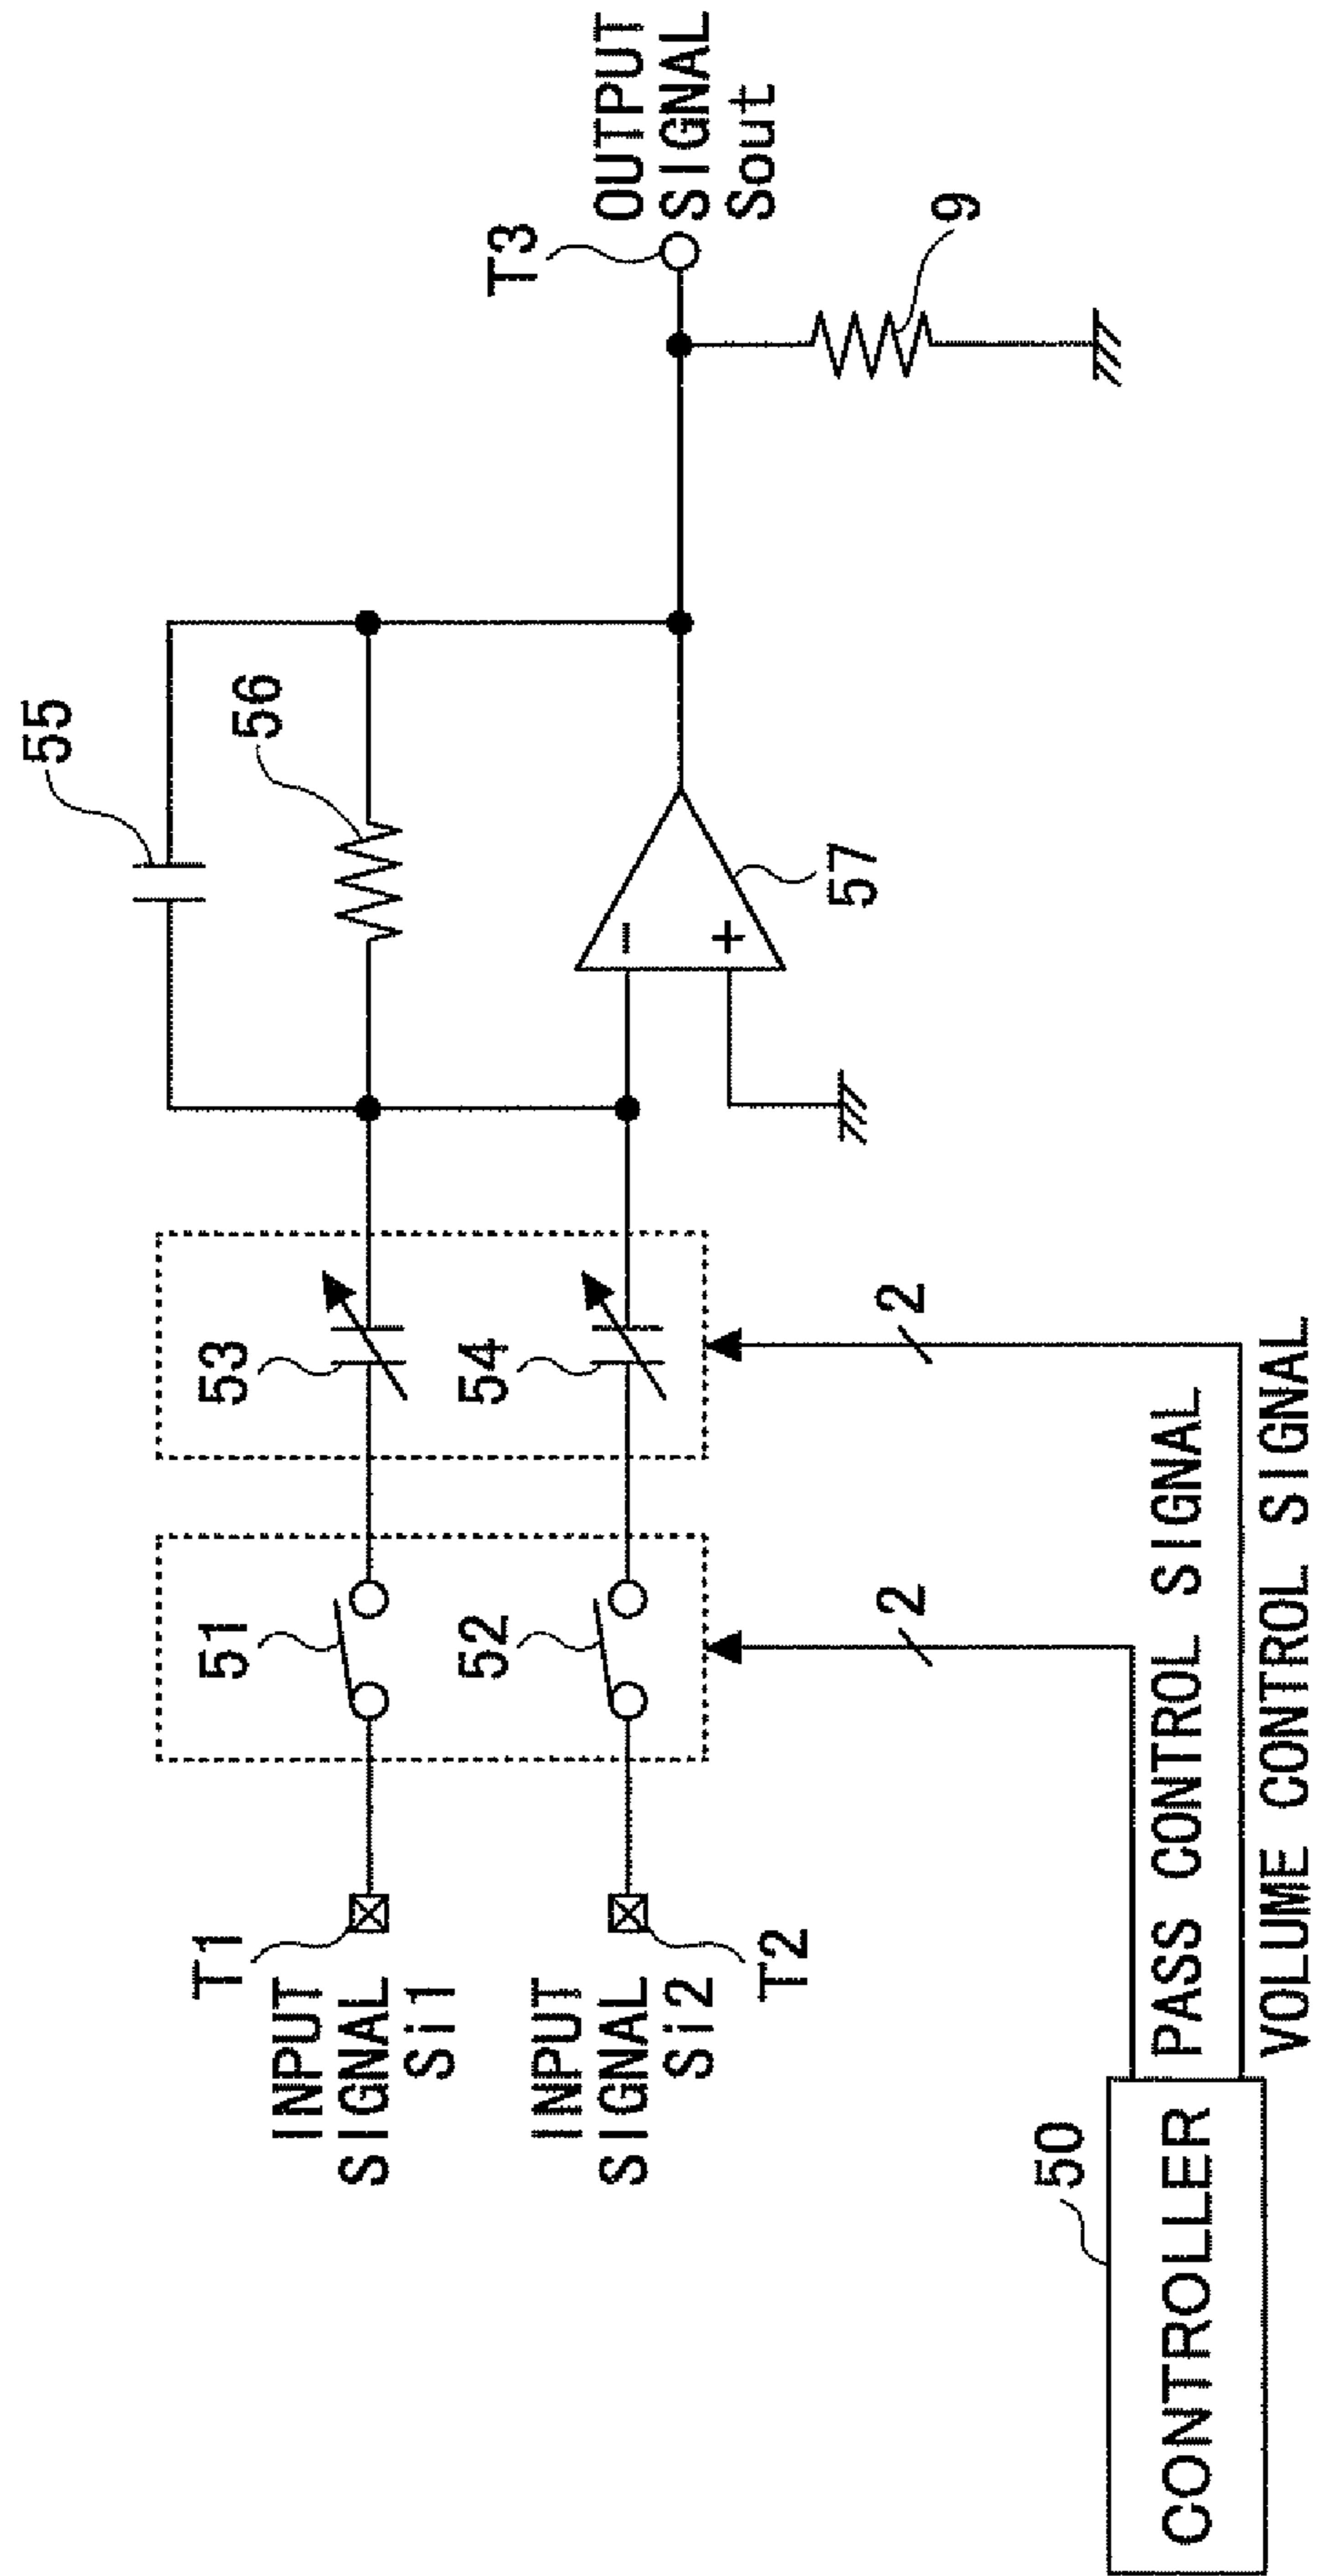 55
56
53
51
T1
INPUT
SIGNAL
Si1
54
52
INPUT
SIGNAL
Si2
T2
-
+
57
T3
OUTPUT
SIGNAL
Sout
9
2
2
50
CONTROLLER
PASS CONTROL SIGNAL
VOLUME CONTROL SIGNAL